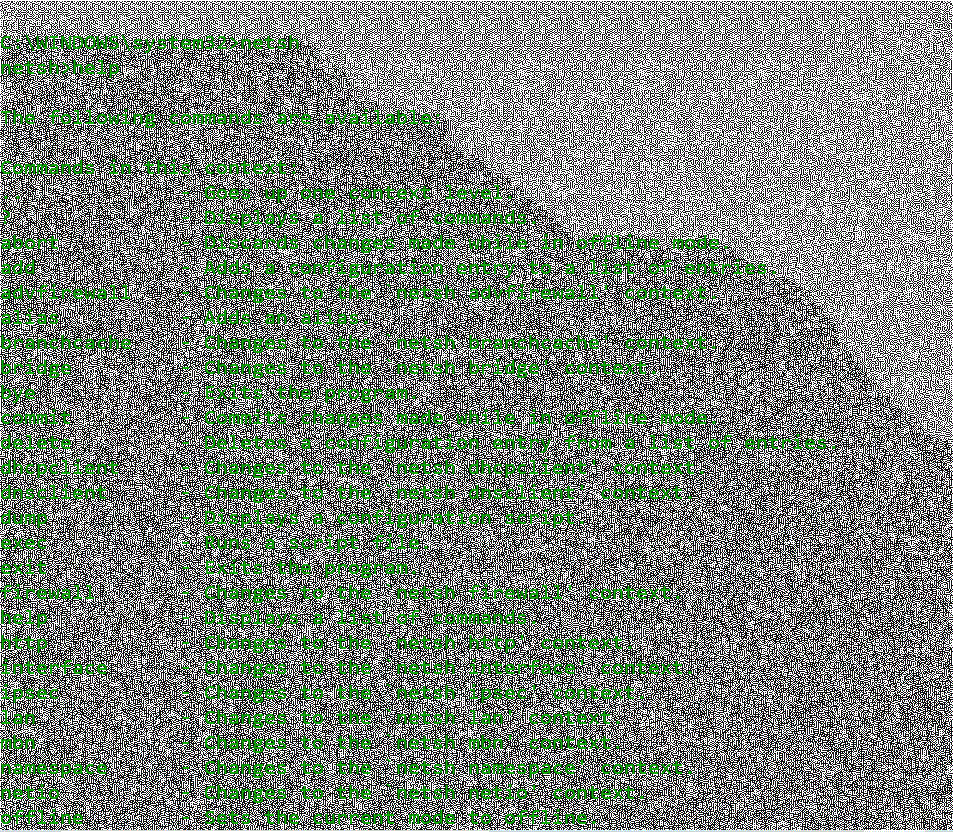 C:\WINDOWS\system32>netsh
netsh>help
The following commands are available:
Commands in this context:
..             - Goes up one context level.
?              - Displays a list of commands.
abort          - Discards changes made while in offline mode.
add            - Adds a configuration entry to a list of entries.
advfirewall    - Changes to the `netsh advfirewall' context.
alias          - Adds an alias.
branchcache    - Changes to the `netsh branchcache' context.
bridge         - Changes to the `netsh bridge' context.
bye            - Exits the program.
commit         - Commits changes made while in offline mode.
delete         - Deletes a configuration entry from a list of entries.
dhcpclient     - Changes to the `netsh dhcpclient' context.
dnsclient      - Changes to the `netsh dnsclient' context.
dump           - Displays a configuration script.
exec           - Runs a script file.
exit           - Exits the program.
firewall       - Changes to the `netsh firewall' context.
help           - Displays a list of commands.
http           - Changes to the `netsh http' context.
interface      - Changes to the `netsh interface' context.
ipsec          - Changes to the `netsh ipsec' context.
lan            - Changes to the `netsh lan' context.
mbn            - Changes to the `netsh mbn' context.
namespace      - Changes to the `netsh namespace' context.
netio          - Changes to the `netsh netio' context.
offline        - Sets the current mode to offline.